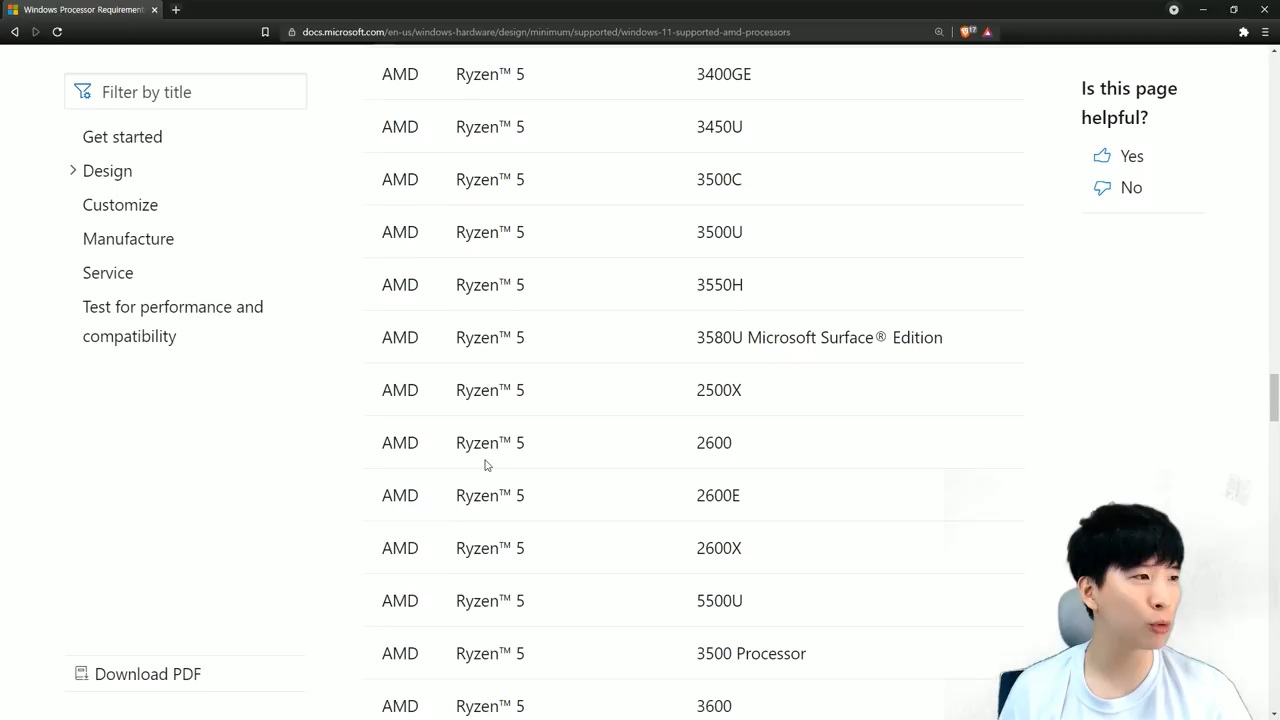 Windows Processor Requirement
docs.microsoft.com/en-us/windows-hardware/design/minimum/supported/windows-11-supported-amd-processors
17
Filter by title
Get started
Design
Customize
Manufacture
Service
Test for performance and
compatibility
Download PDF
AMD Ryzen™ 5 3400GE
AMD Ryzen™ 5 3450U
AMD Ryzen™ 5 3500C
AMD Ryzen™ 5 3500U
AMD Ryzen™ 5 3550H
AMD Ryzen™ 5 3580U Microsoft Surface® Edition
AMD Ryzen™ 5 2500X
AMD Ryzen™ 5 2600
AMD Ryzen™ 5 2600E
AMD Ryzen™ 5 2600X
AMD Ryzen™ 5 5500U
AMD Ryzen™ 5 3500 Processor
AMD Ryzen™ 5 3600
Is this page
helpful?
Yes
No